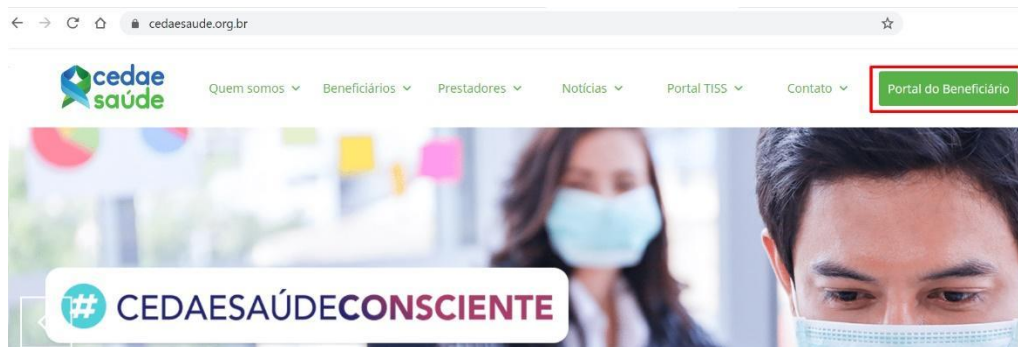 cedaesaude.org.br
cedae
saúde
Quem somos
Beneficiários
Prestadores
Notícias
Portal TISS
Contato
Portal do Beneficiário
# CEDAESAÚDECONSCIENTE